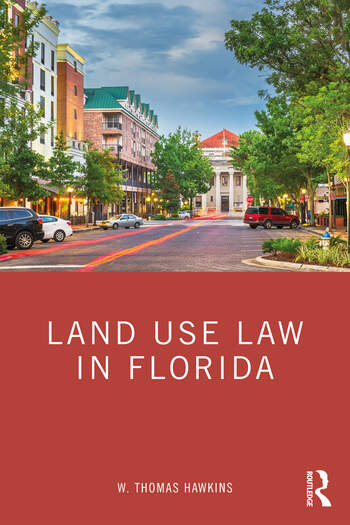 LAND USE LAW
IN FLORIDA
W. THOMAS HAWKINS
ROUTLEDGE